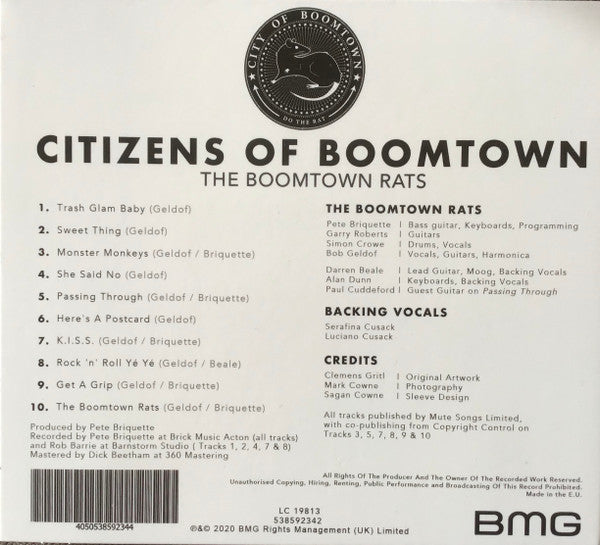 CITY OF BOOMTOWN
DO THE RAT
CITIZENS OF BOOMTOWN
THE BOOMTOWN RATS
1. Trash Glam Baby (Geldof)
2. Sweet Thing (Geldof)
3. Monster Monkeys (Geldof / Briquette)
4. She Said No (Geldof)
5. Passing Through (Geldof / Briquette)
6. Here's A Postcard (Geldof)
7. K.I.S.S. (Geldof / Briquette)
8. Rock 'n' Roll Yé Yé (Geldof / Beale)
9. Get A Grip (Geldof / Briquette)
10. The Boomtown Rats (Geldof / Briquette)
Produced by Pete Briquette
Recorded by Pete Briquette at Brick Music Acton (all tracks)
and Rob Barrie at Barnstorm Studio ( Tracks 1, 2, 4, 7 & 8)
Mastered by Dick Beetham at 360 Mastering
THE BOOMTOWN RATS
Pete Briquette | Bass guitar, Keyboards, Programming
Garry Roberts | Guitars
Simon Crowe | Drums, Vocals
Bob Geldof | Vocals, Guitars, Harmonica
Darren Beale | Lead Guitar, Moog, Backing Vocals
Alan Dunn | Keyboards, Backing Vocals
Paul Cuddeford | Guest Guitar on Passing Through
BACKING VOCALS
Serafina Cusack
Luciano Cusack
CREDITS
Clemens Gritl | Original Artwork
Mark Cowne | Photography
Sagan Cowne | Sleeve Design
All tracks published by Mute Songs Limited,
with co-publishing from Copyright Control on
Tracks 3, 5, 7, 8, 9 & 10
All Rights Of The Producer And The Owner Of The Recorded Work Reserved.
Unauthorised Copying, Hiring, Renting, Public Performance and Broadcasting Of This Record Prohibited.
Made in the E.U.
4050538592344
LC 19813
538592342
℗&© 2020 BMG Rights Management (UK) Limited
BMG